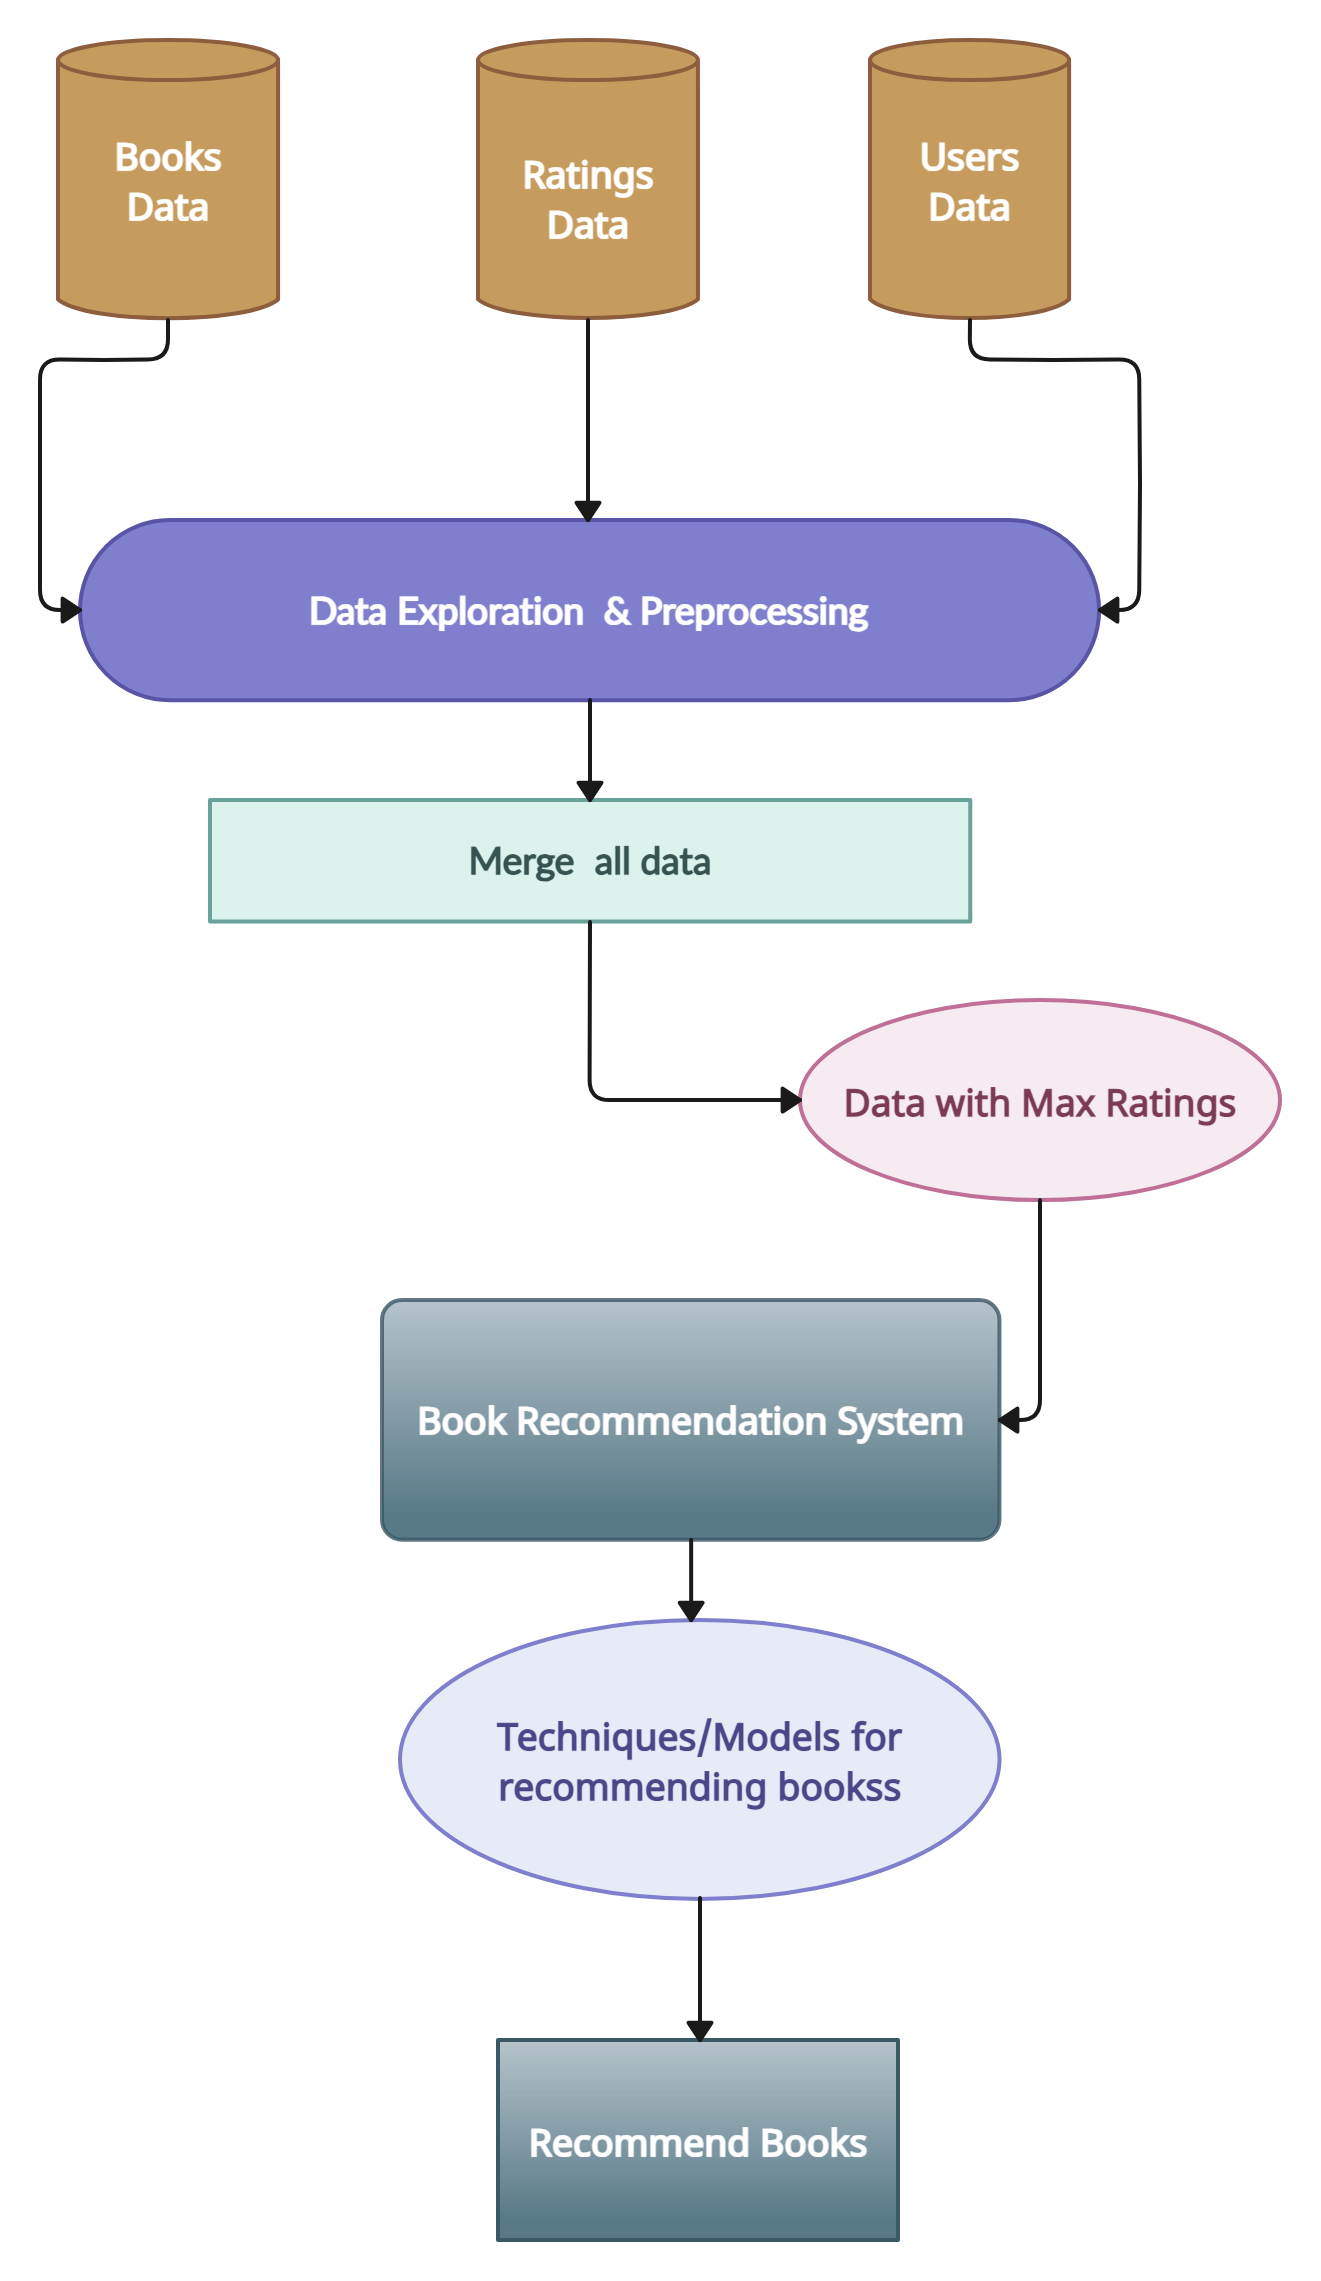 Books
Data
Ratings
Data
Users
Data
Data Exploration  & Preprocessing
Merge  all data
Data with Max Ratings
Book Recommendation System
Techniques/Models for
recommending bookss
Recommend Books